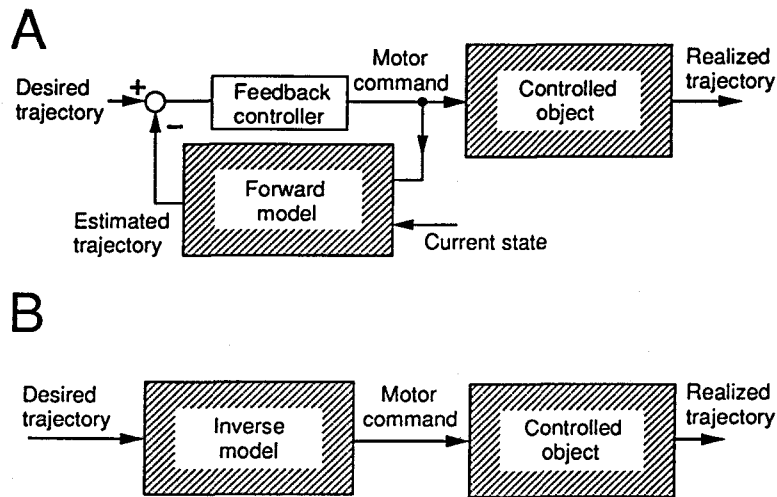 A
Desired
trajectory
+
−
Feedback
controller
Motor
command
Controlled
object
Realized
trajectory
Forward
model
Estimated
trajectory
Current state
B
Desired
trajectory
Inverse
model
Motor
command
Controlled
object
Realized
trajectory